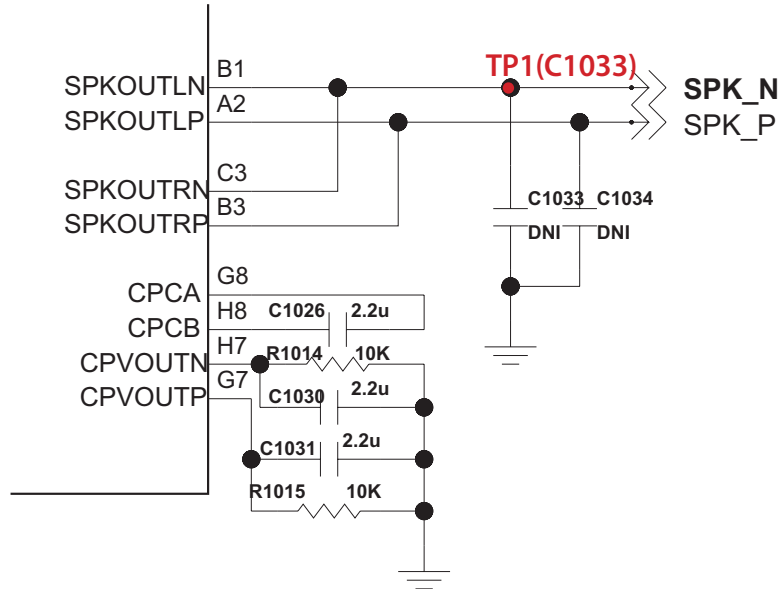 TP1(C1033)
SPKOUTLN B1 SPK_N
SPKOUTLP A2 SPK_P
SPKOUTRN C3
SPKOUTRP B3
C1033 C1034
DNI DNI
CPCA G8
CPCB H8 C1026 2.2u
CPVOUTN H7 R1014 10K
CPVOUTP G7 C1030 2.2u
C1031 2.2u
R1015 10K